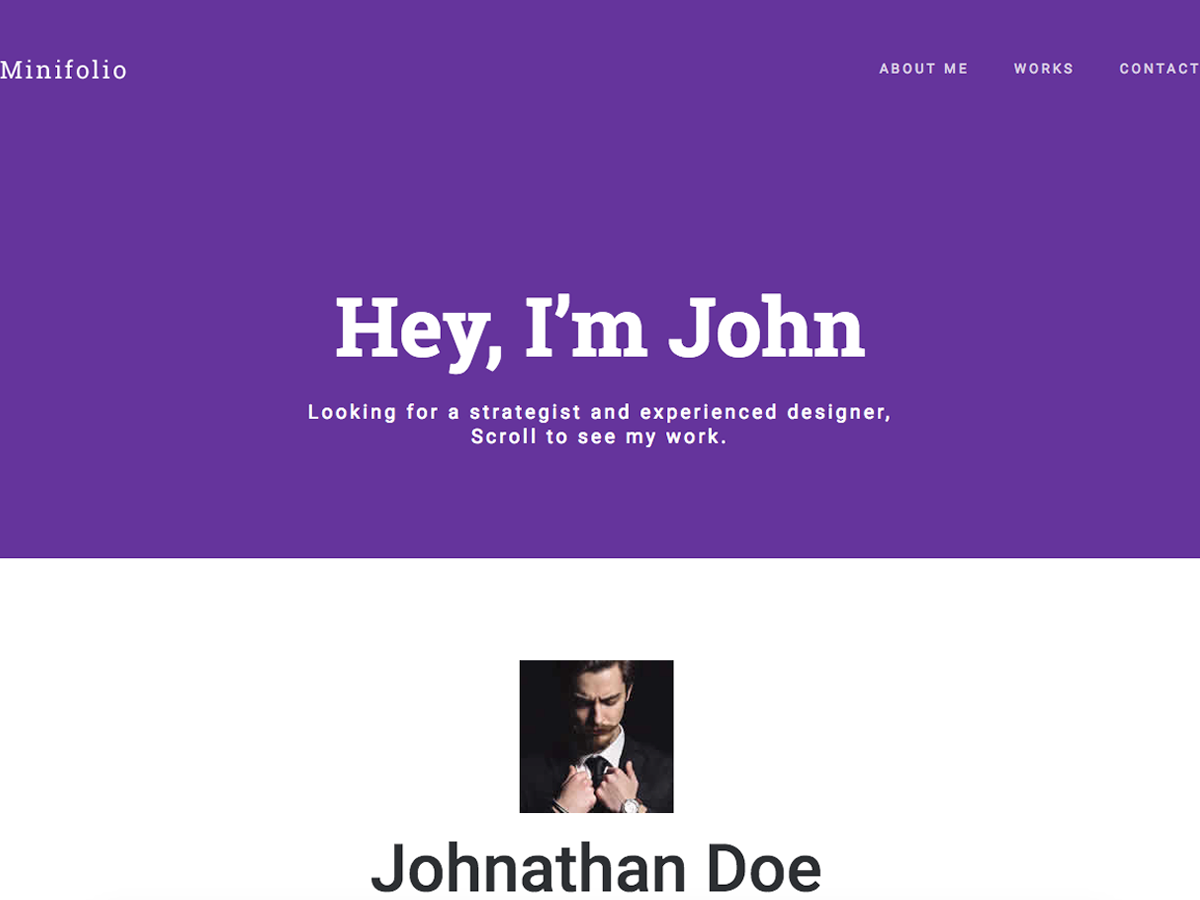 Minifolio
ABOUT ME WORKS CONTACT
Hey, I’m John
Looking for a strategist and experienced designer,
Scroll to see my work.
Johnathan Doe